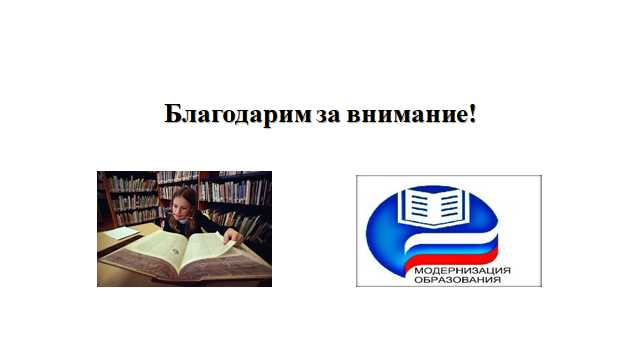 Благодарим за внимание!
МОДЕРНИЗАЦИЯ
ОБРАЗОВАНИЯ